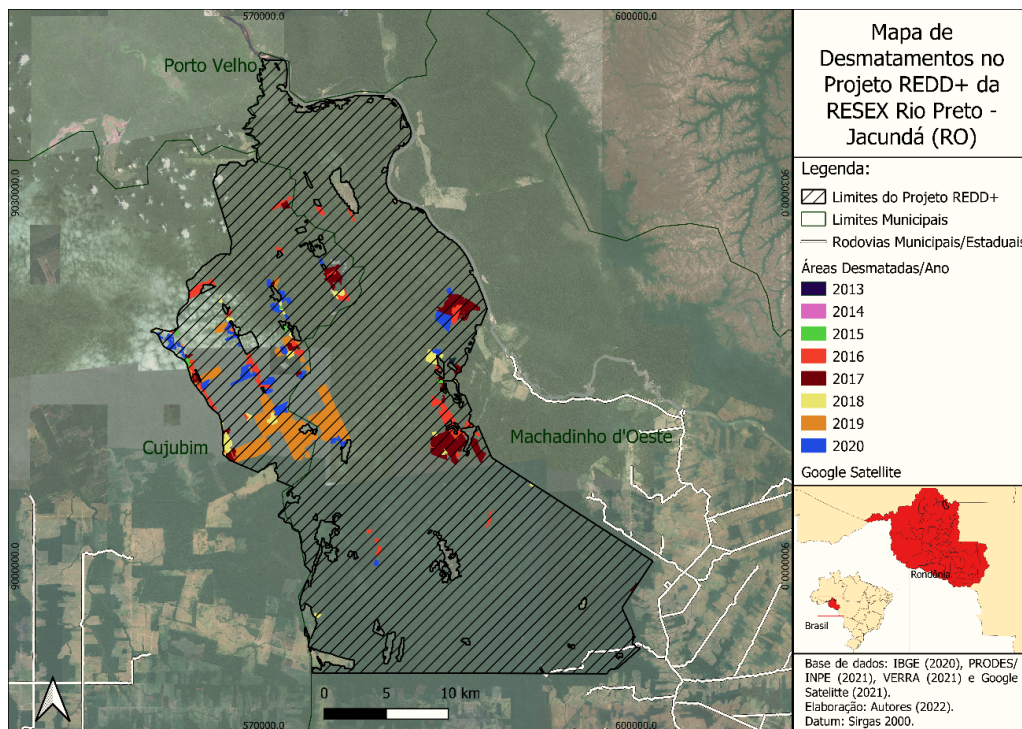 570000.0
600000.0
Porto Velho
9030000.0
9030000.0
Cujubim
Machadinho d'Oeste
9000000.0
9000000.0
0 5 10 km
570000.0
600000.0
Mapa de
Desmatamentos no
Projeto REDD+ da
RESEX Rio Preto -
Jacundá (RO)
Legenda:
Limites do Projeto REDD+
Limites Municipais
Rodovias Municipais/Estaduais
Áreas Desmatadas/Ano
2013
2014
2015
2016
2017
2018
2019
2020
Google Satellite
Rondônia
Brasil
Base de dados: IBGE (2020), PRODES/
INPE (2021), VERRA (2021) e Google
Satelitte (2021).
Elaboração: Autores (2022).
Datum: Sirgas 2000.